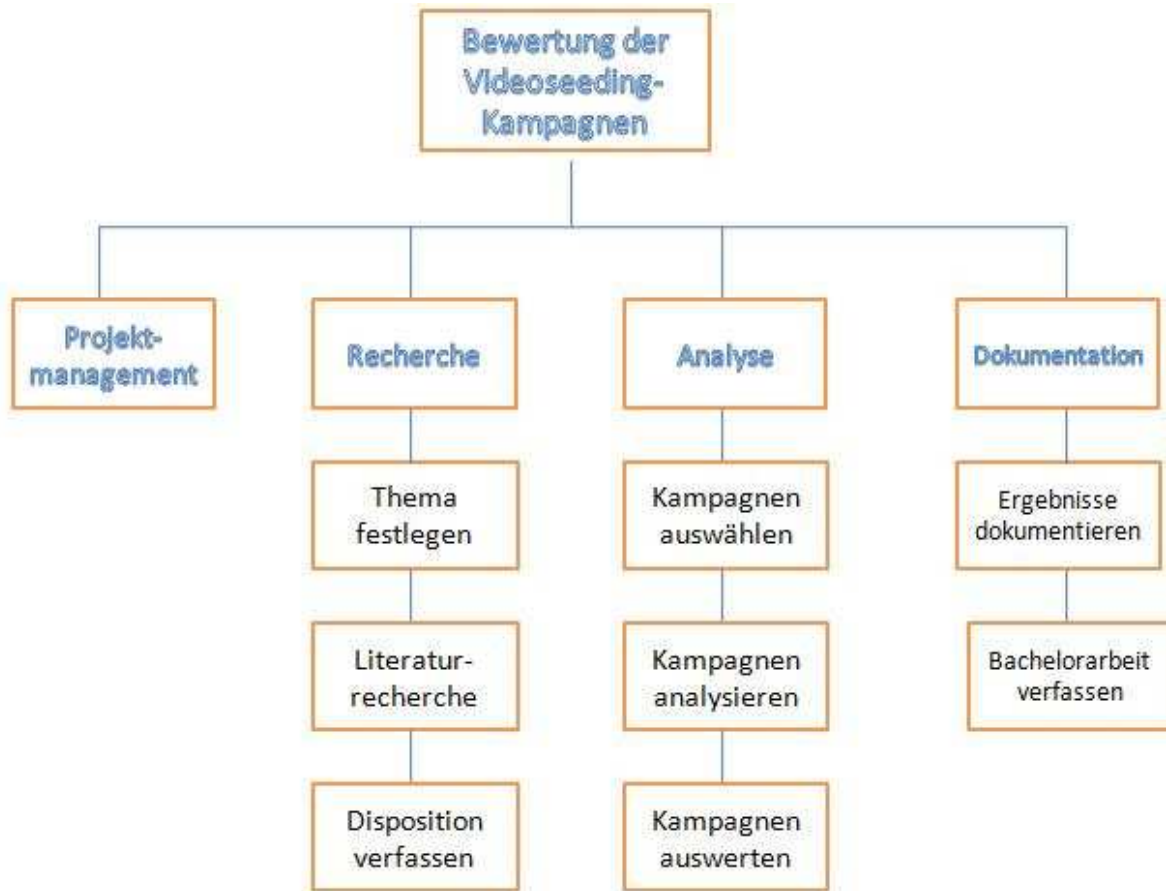 Bewertung der
Videoseeding-
Kampagnen
Projekt-
management
Recherche
Analyse
Dokumentation
Thema
festlegen
Kampagnen
auswählen
Ergebnisse
dokumentieren
Literatur-
recherche
Kampagnen
analysieren
Bachelorarbeit
verfassen
Disposition
verfassen
Kampagnen
auswerten